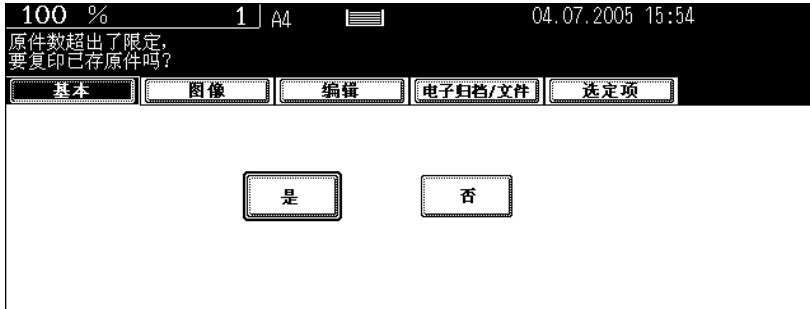 100 % 1 A4 04.07.2005 15:54
原件数超出了限定,
要复印已存原件吗?
基本 图像 编辑 电子归档/文件 选定项
是 否